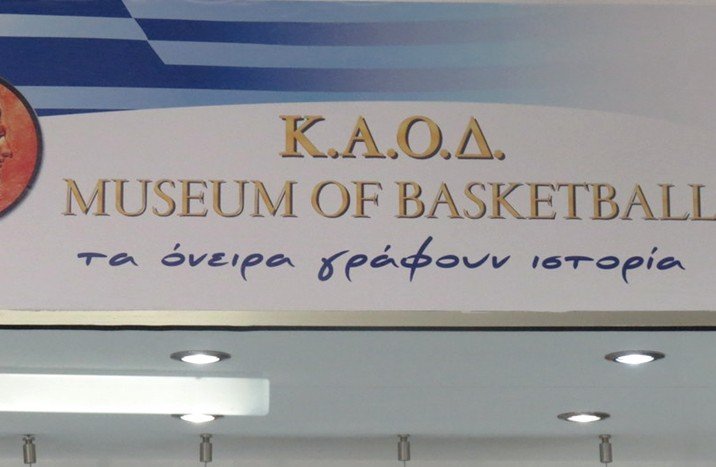 Κ.Α.Ο.Δ.
MUSEUM OF BASKETBALL
τα όνειρα γράφουν ιστορία